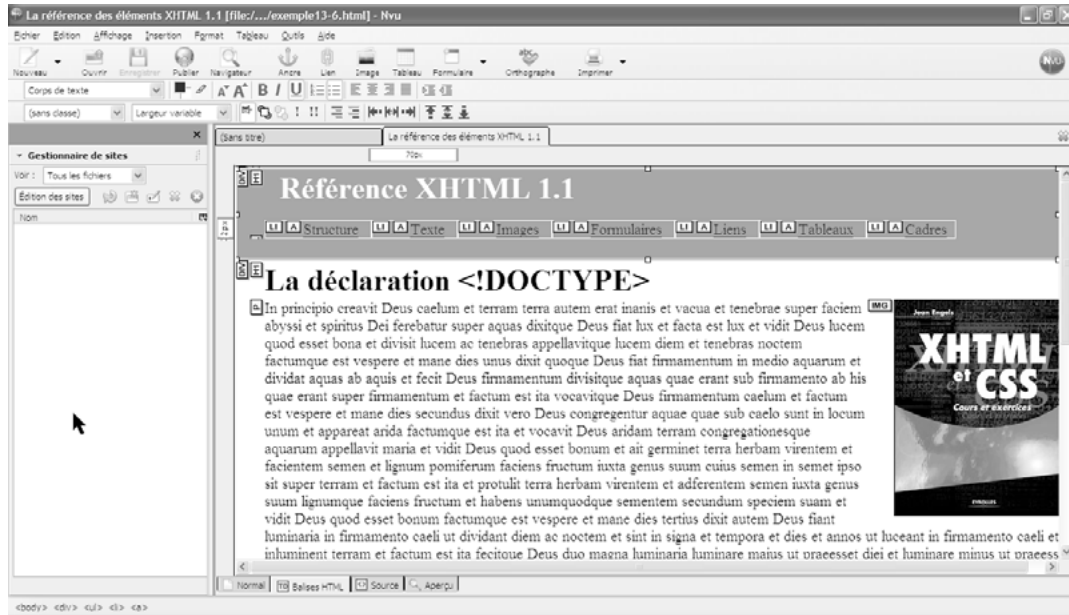 La référence des éléments XHTML 1.1 [file:/.../exemple13-6.html] - Nvu
Fichier Edition Affichage Insertion Format Tableau Outils Aide
Nouveau Ouvrir Enregistrer Publier Navigateur Ancre Lien Image Tableau Formulaire Orthographe Imprimer
NVU
Corps de texte
(sans classe) Largeur variable
(Sans titre) La référence des éléments XHTML 1.1
Gestionnaire de sites
70px
Voir : Tous les fichiers
Édition des sites
Nom
DIV H1 Référence XHTML 1.1
LI A Structure LI A Texte LI A Images LI A Formulaires LI A Liens LI A Tableaux LI A Cadres
DIV H1 La déclaration <!DOCTYPE>
P In principio creavit Deus caelum et terram terra autem erat inanis et vacua et tenebrae super faciem
abyssi et spiritus Dei ferebatur super aquas dixitque Deus fiat lux et facta est lux et vidit Deus lucem
quod esset bona et divisit lucem ac tenebras appellavitque lucem diem et tenebras noctem
factumque est vespere et mane dies unus dixit quoque Deus fiat firmamentum in medio aquarum et
dividat aquas ab aquis et fecit Deus firmamentum divisitque aquas quae erant sub firmamento ab his
quae erant super firmamentum et factum est ita vocavitque Deus firmamentum caelum et factum
est vespere et mane dies secundus dixit vero Deus congregentur aquae quae sub caelo sunt in locum
unum et appareat arida factumque est ita et vocavit Deus aridam terram congregationesque
aquarum appellavit maria et vidit Deus quod esset bonum et ait germinet terra herbam virentem et
facientem semen et lignum pomiferum faciens fructum iuxta genus suum cuius semen in semet ipso
sit super terram et factum est ita et protulit terra herbam virentem et adferentem semen iuxta genus
suum lignumque faciens fructum et habens unumquodque sementem secundum speciem suam et
vidit Deus quod esset bonum factumque est vespere et mane dies tertius dixit autem Deus fiant
luminaria in firmamento caeli ut dividant diem ac noctem et sint in signa et tempora et dies et annos ut luceant in firmamento caeli et
inluminent terram et factum est ita fecitque Deus duo magna luminaria luminare maius ut praeesset diei et luminare minus ut praeess
IMG
Jean Engels
XHTML
et CSS
Cours et exercices
EYROLLES
Normal Balises HTML Source Aperçu
<body> <div> <ul> <li> <a>